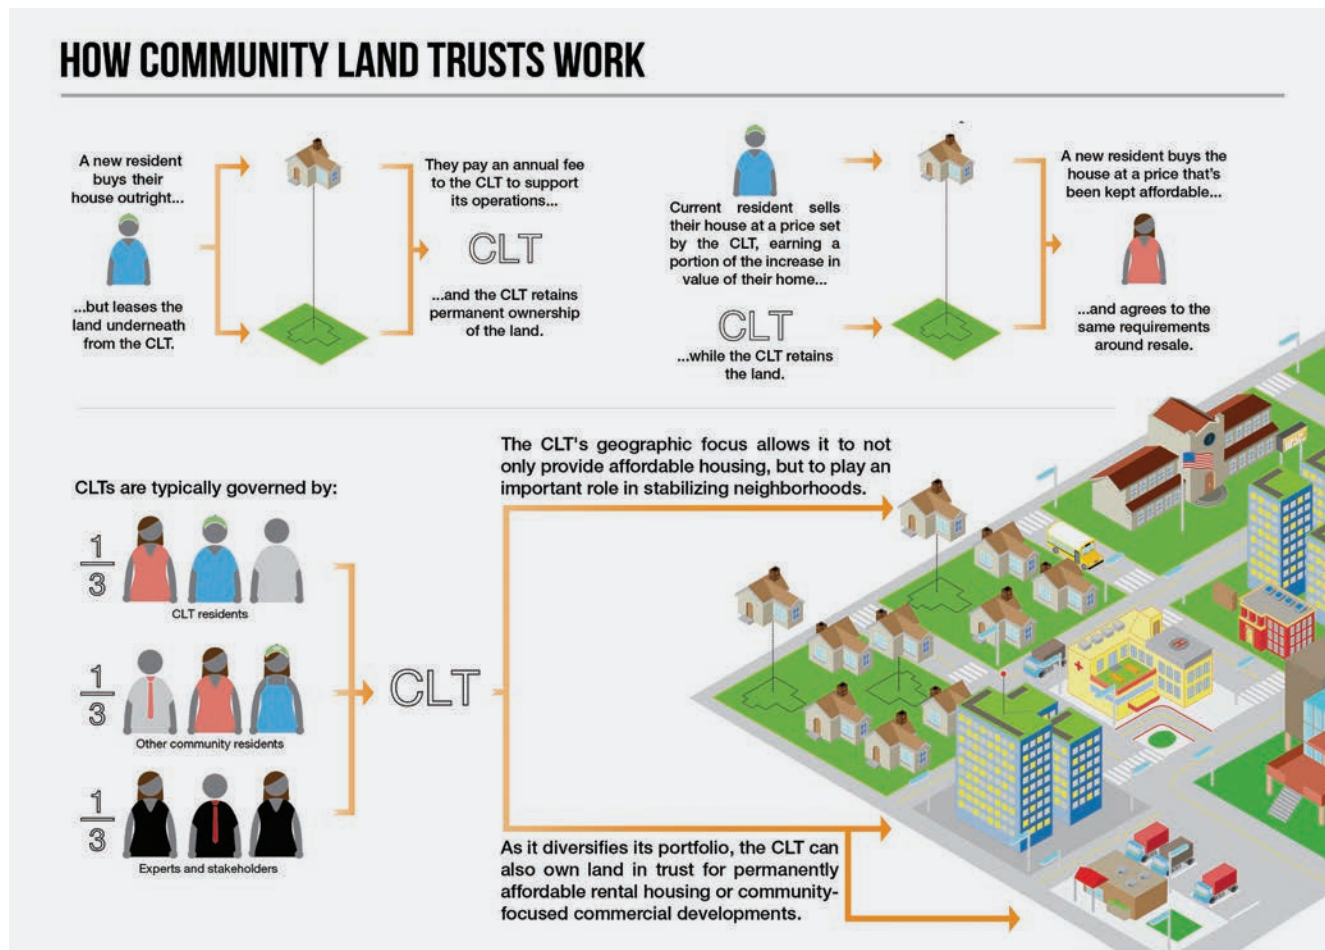 HOW COMMUNITY LAND TRUSTS WORK
A new resident
buys their
house outright...
...but leases the
land underneath
from the CLT.
They pay an annual fee
to the CLT to support
its operations...
CLT
...and the CLT retains
permanent ownership
of the land.
Current resident sells
their house at a price set
by the CLT, earning a
portion of the increase in
value of their home...
CLT
...while the CLT retains
the land.
A new resident buys the
house at a price that's
been kept affordable...
...and agrees to the
same requirements
around resale.
CLTs are typically governed by:
1
3
CLT residents
1
3
Other community residents
1
3
Experts and stakeholders
CLT
The CLT's geographic focus allows it to not
only provide affordable housing, but to play an
important role in stabilizing neighborhoods.
As it diversifies its portfolio, the CLT can
also own land in trust for permanently
affordable rental housing or community-
focused commercial developments.
H